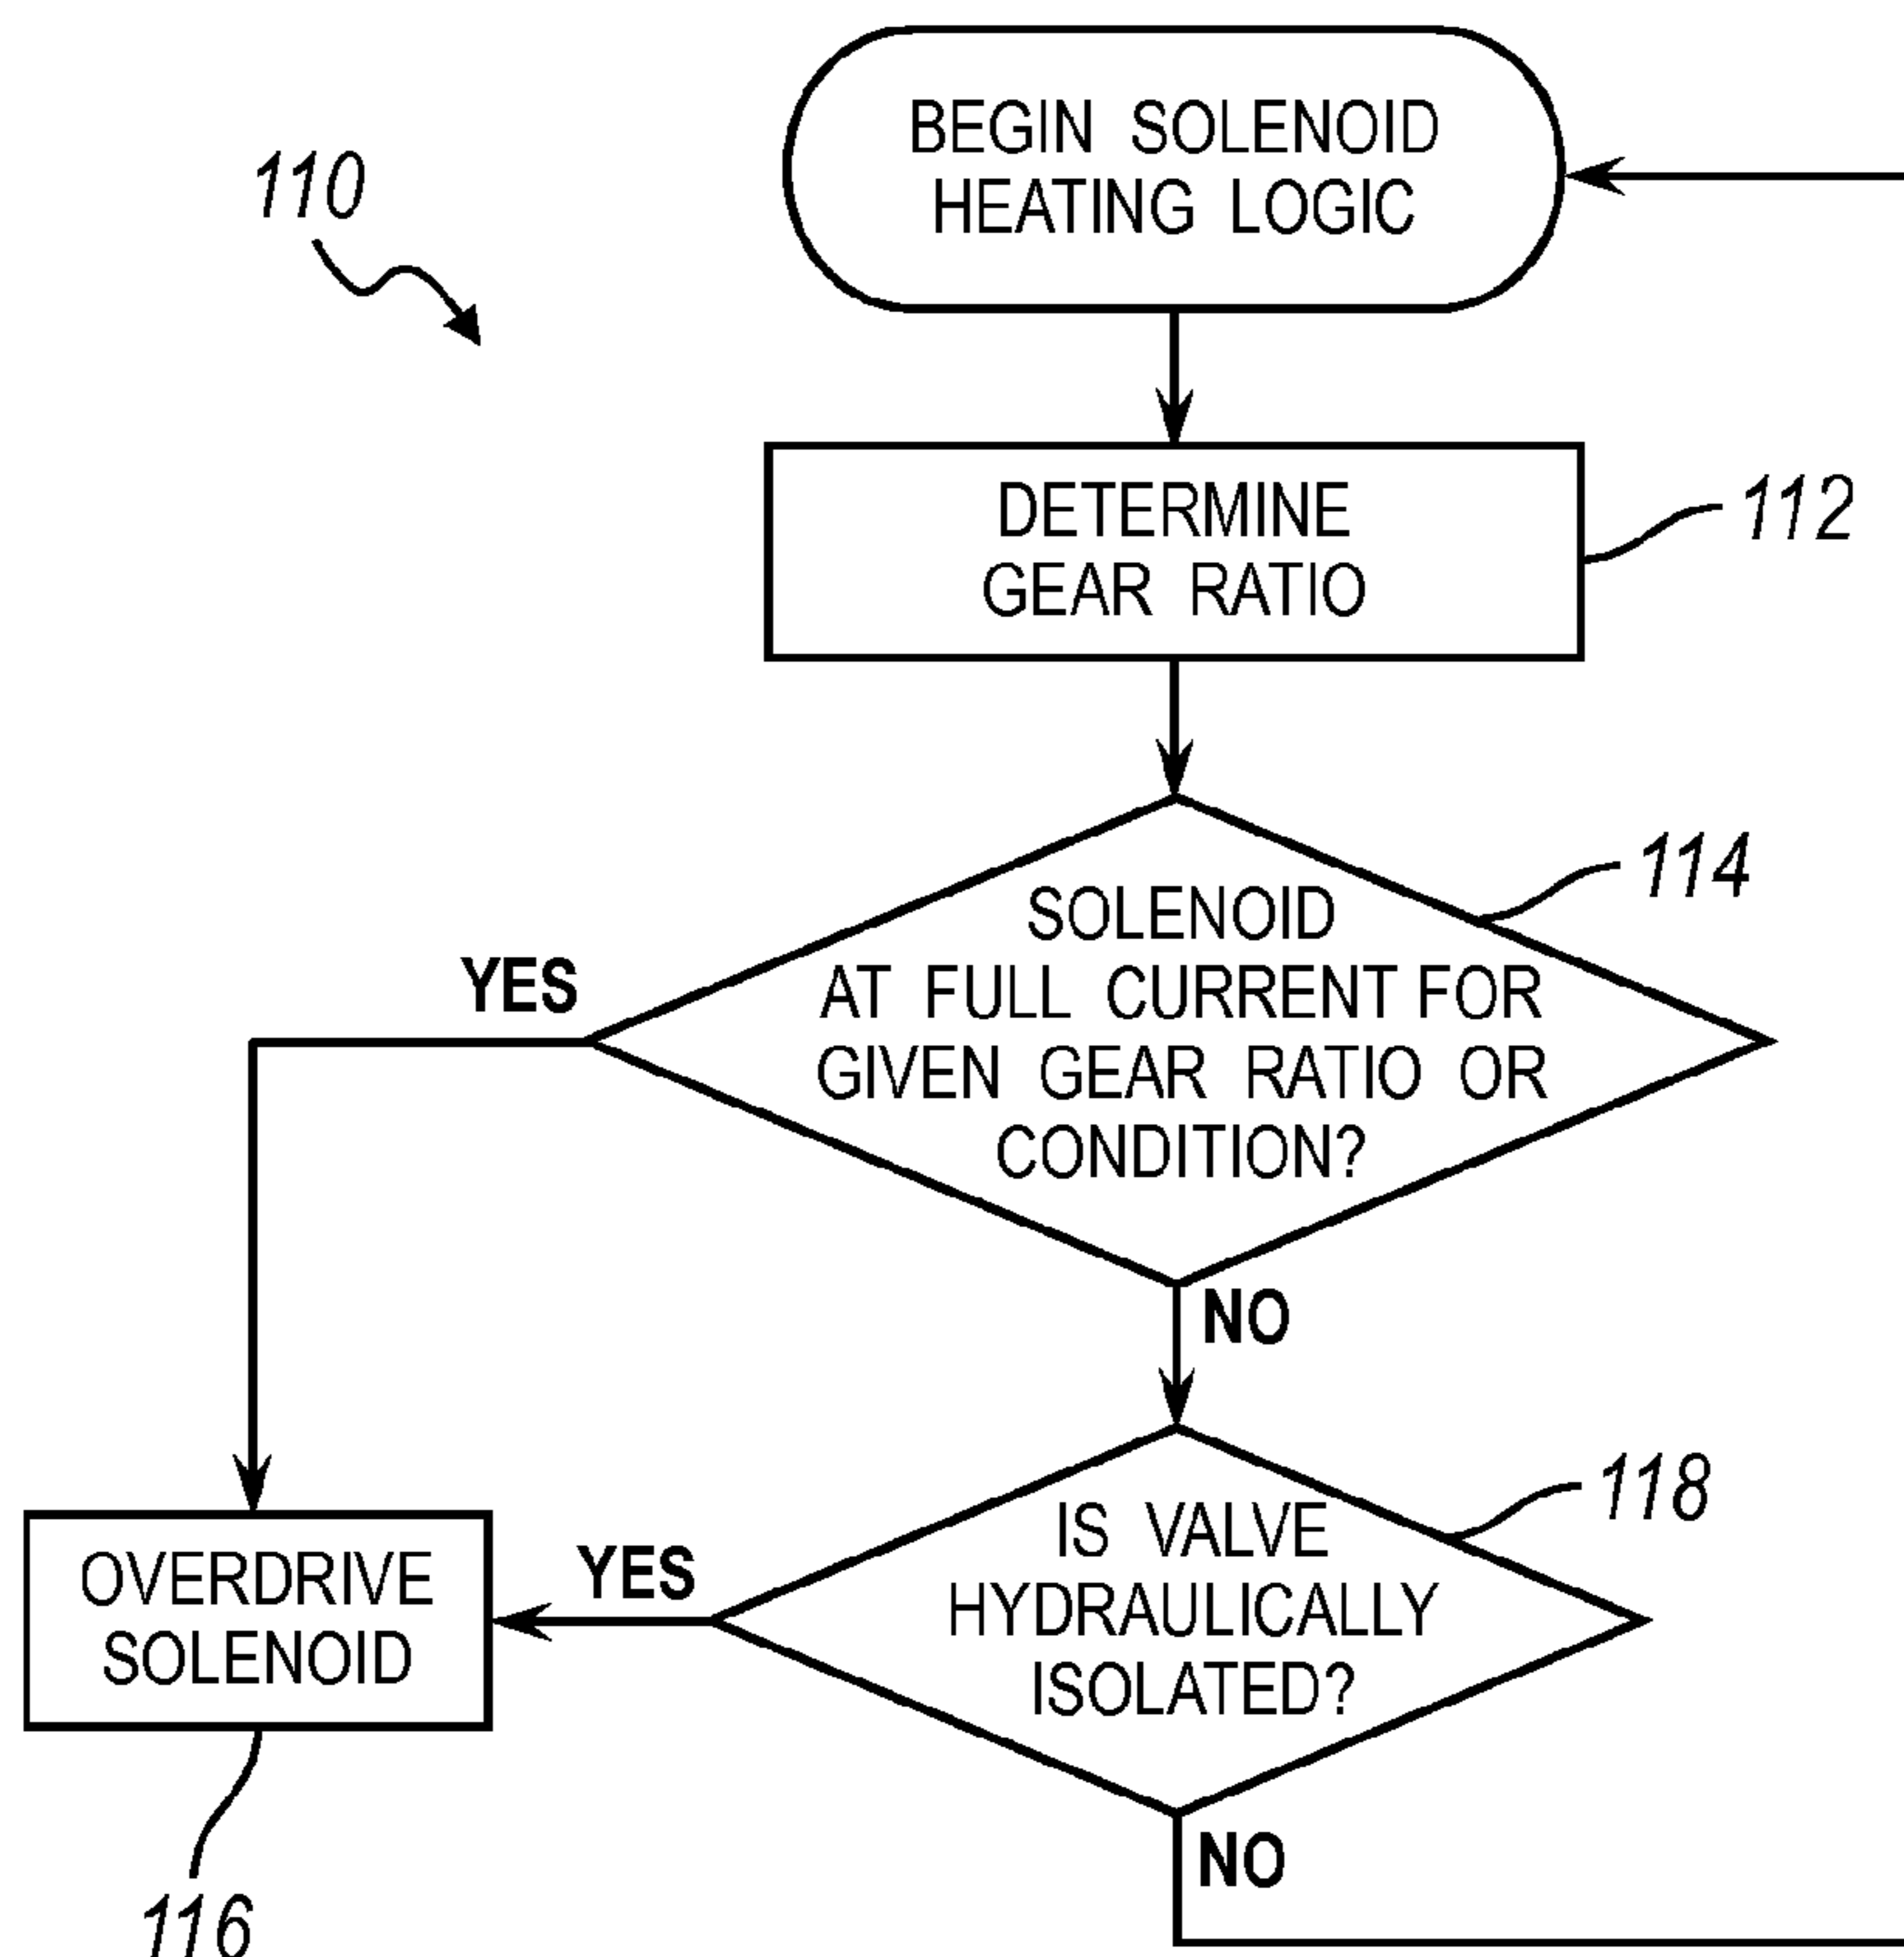 110
BEGIN SOLENOID
HEATING LOGIC
DETERMINE
GEAR RATIO
112
114
SOLENOID
AT FULL CURRENT FOR
GIVEN GEAR RATIO OR
CONDITION?
YES
NO
118
IS VALVE
HYDRAULICALLY
ISOLATED?
YES
OVERDRIVE
SOLENOID
NO
116